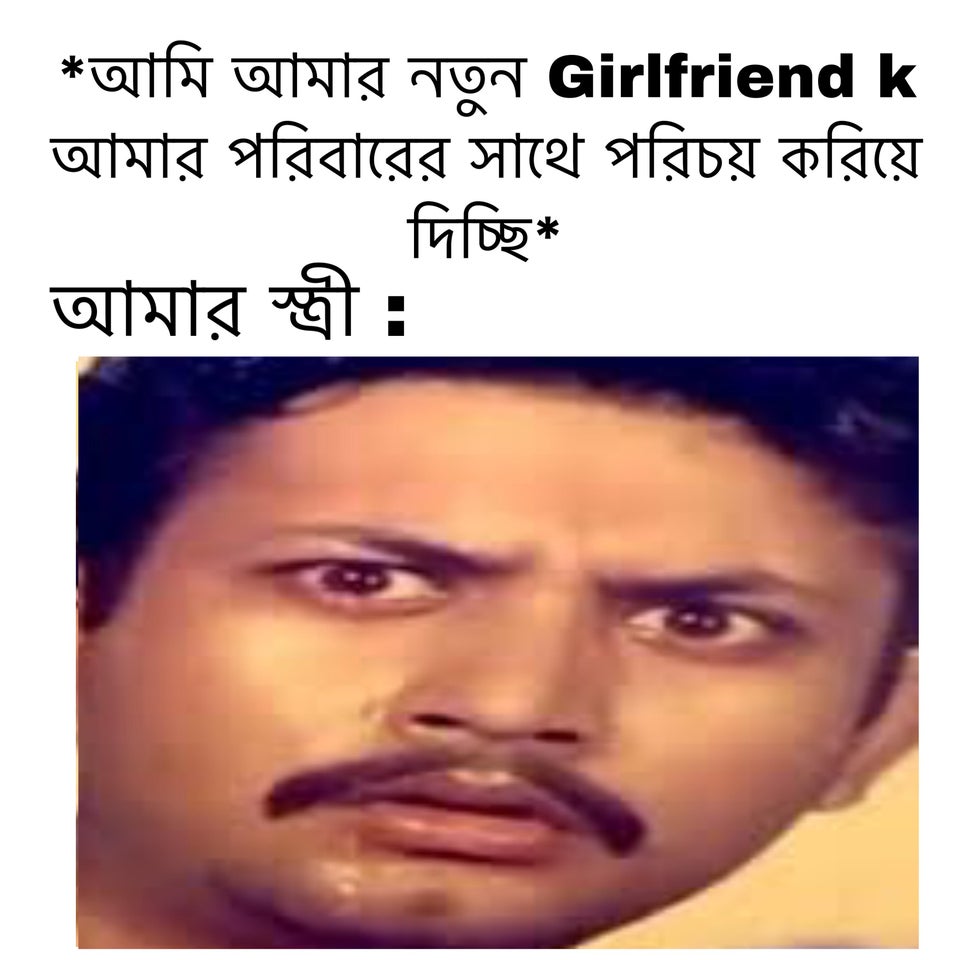 *আমি আমার নতুন Girlfriend k
আমার পরিবারের সাথে পরিচয় করিয়ে
দিচ্ছি*
আমার স্ত্রী :